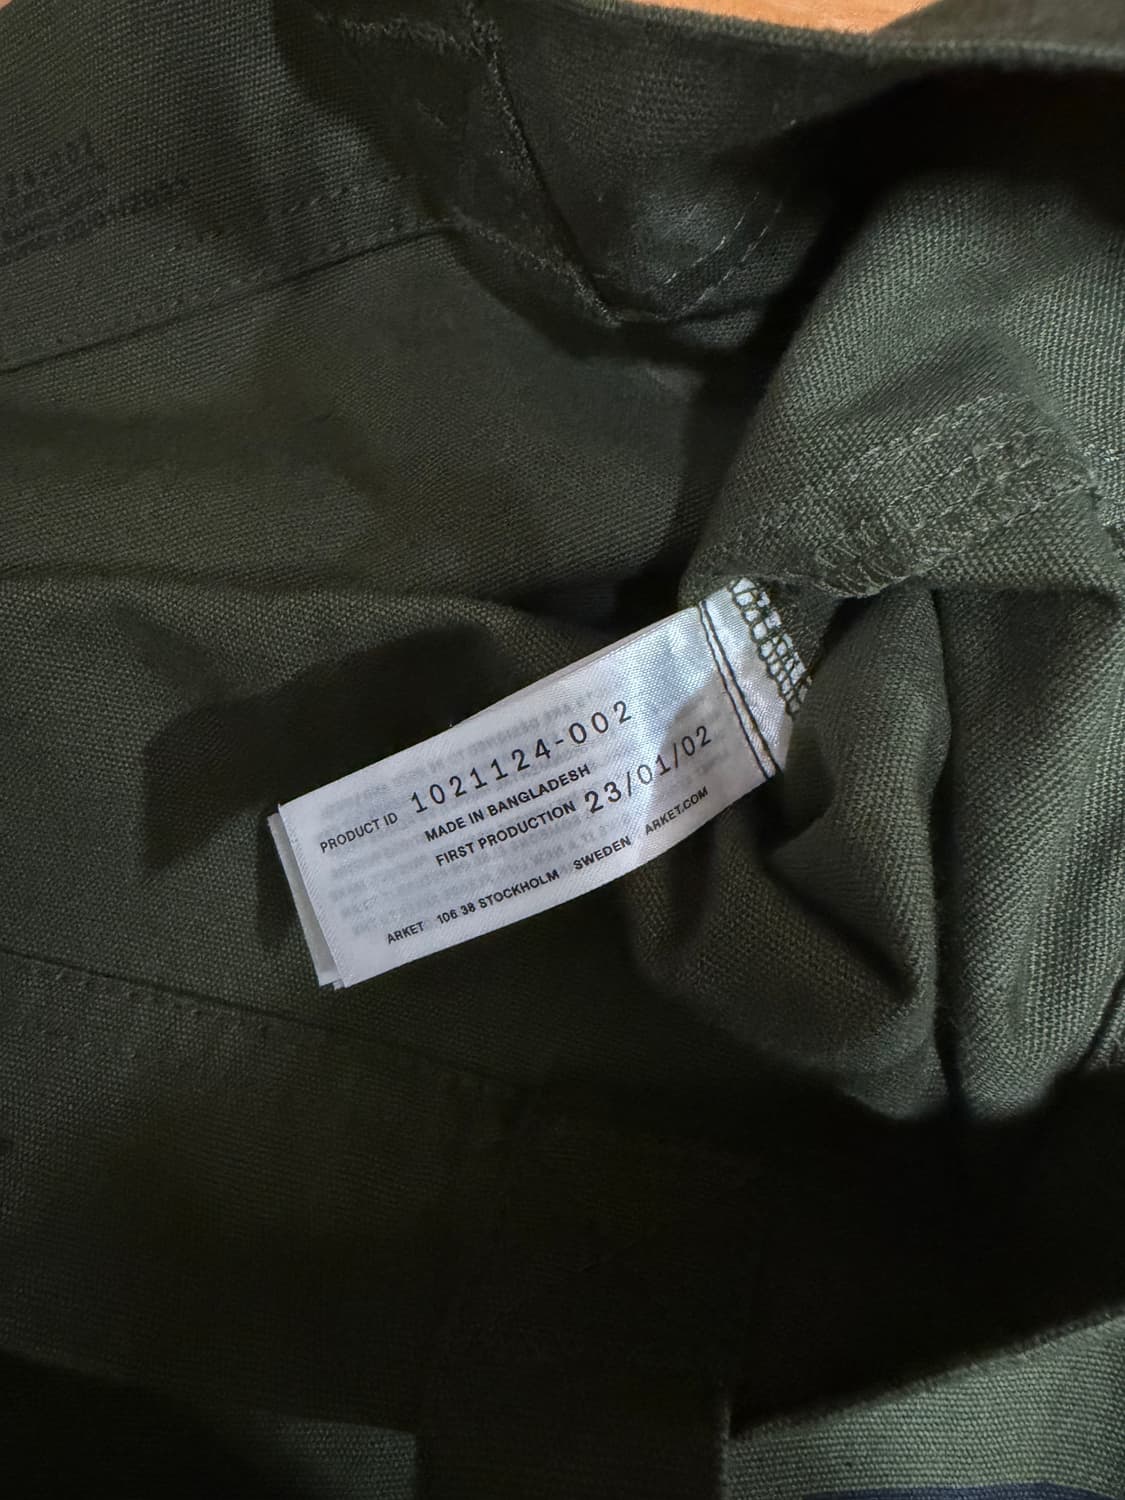 PRODUCT ID 1021124-002
MADE IN BANGLADESH
FIRST PRODUCTION 23/01/02
ARKET 106 38 STOCKHOLM SWEDEN ARKET.COM